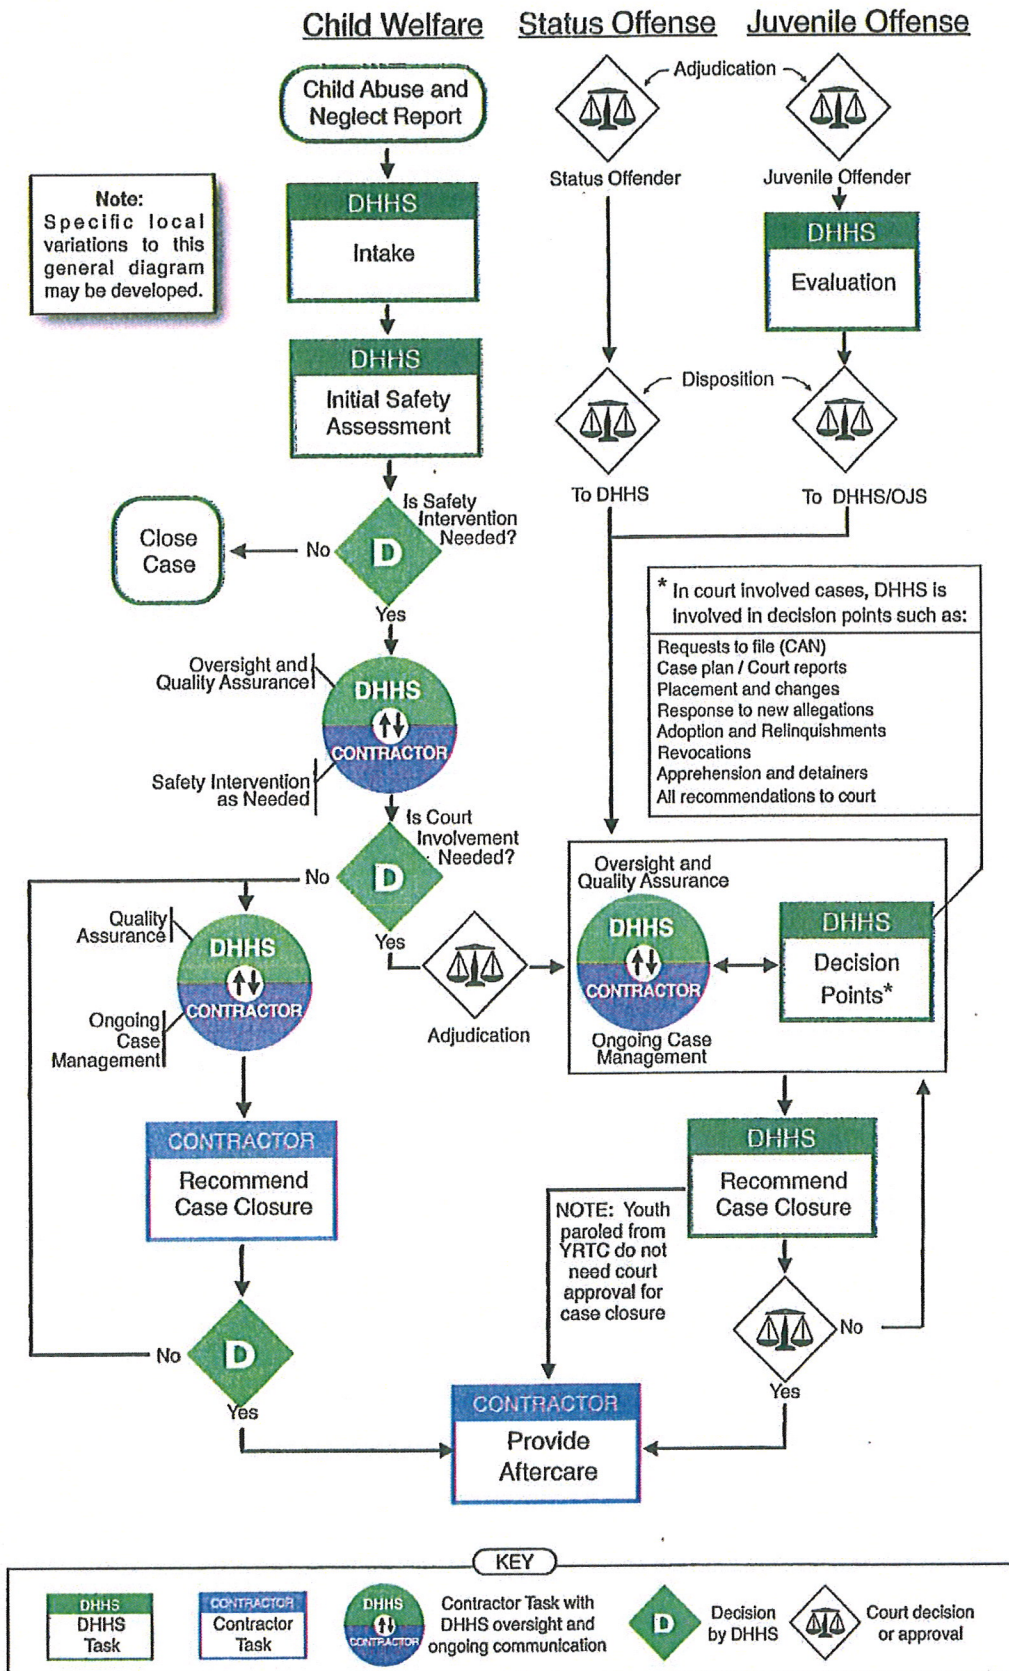 Child Welfare
Status Offense
Juvenile Offense
Child Abuse and
Neglect Report
Adjudication
Status Offender
Juvenile Offender
Note:
Specific local
variations to this
general diagram
may be developed.
DHHS
Intake
DHHS
Evaluation
DHHS
Initial Safety
Assessment
Disposition
To DHHS
To DHHS/OJS
Is Safety
Intervention
Needed?
Close
Case
No
D
Yes
* In court involved cases, DHHS is
Involved in decision points such as:
Requests to file (CAN)
Case plan / Court reports
Placement and changes
Response to new allegations
Adoption and Relinquishments
Revocations
Apprehension and detainers
All recommendations to court
Oversight and
Quality Assurance
DHHS
CONTRACTOR
Safety Intervention
as Needed
Is Court
Involvement
Needed?
No
D
Yes
Quality
Assurance
DHHS
CONTRACTOR
Ongoing
Case
Management
Adjudication
Oversight and
Quality Assurance
DHHS
CONTRACTOR
Ongoing Case
Management
DHHS
Decision
Points*
CONTRACTOR
Recommend
Case Closure
DHHS
Recommend
Case Closure
NOTE: Youth
paroled from
YRTC do not
need court
approval for
case closure
No
D
Yes
No
Yes
CONTRACTOR
Provide
Aftercare
KEY
DHHS
DHHS
Task
CONTRACTOR
Contractor
Task
DHHS
CONTRACTOR
Contractor Task with
DHHS oversight and
ongoing communication
D
Decision
by DHHS
Court decision
or approval